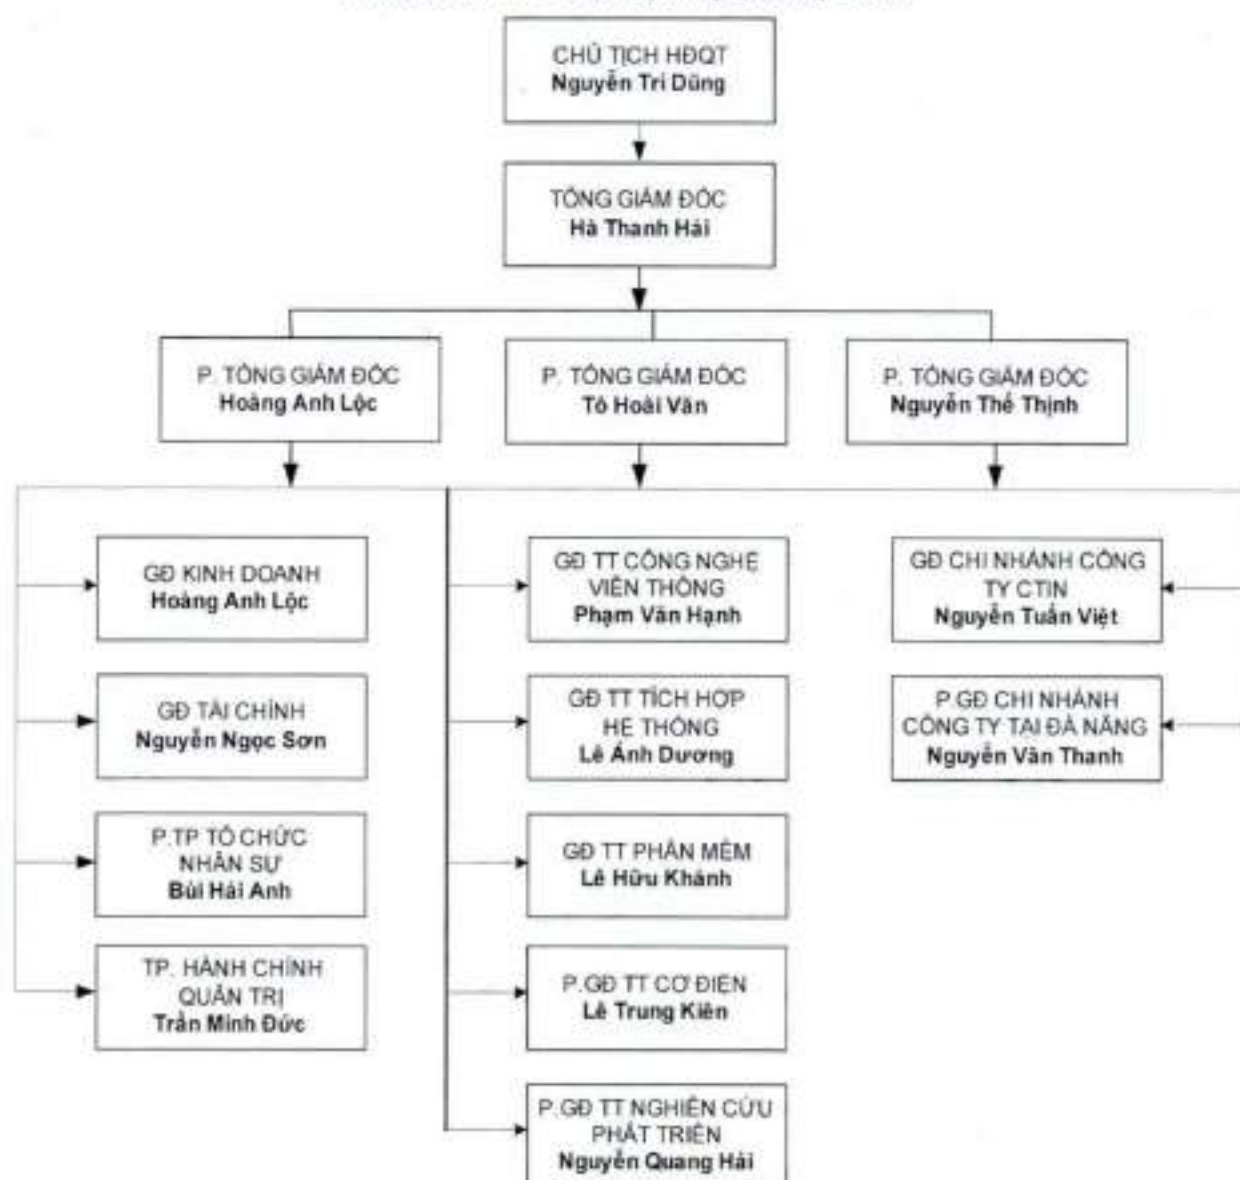 CHỦ TỊCH HĐQT
Nguyễn Trí Dũng
TỔNG GIÁM ĐỐC
Hà Thanh Hải
P. TỔNG GIÁM ĐỐC
Hoàng Anh Lộc
P. TỔNG GIÁM ĐỐC
Tô Hoài Văn
P. TỔNG GIÁM ĐỐC
Nguyễn Thế Thịnh
GĐ KINH DOANH
Hoàng Anh Lộc
GĐ TÀI CHÍNH
Nguyễn Ngọc Sơn
P.TP TỔ CHỨC
NHÂN SỰ
Bùi Hải Anh
TP. HÀNH CHÍNH
QUẢN TRỊ
Trần Minh Đức
GĐ TT CÔNG NGHỆ
VIỄN THÔNG
Phạm Văn Hạnh
GĐ TT TÍCH HỢP
HỆ THỐNG
Lê Ánh Dương
GĐ TT PHẦN MỀM
Lê Hữu Khánh
P.GĐ TT CƠ ĐIỆN
Lê Trung Kiên
P.GĐ TT NGHIÊN CỨU
PHÁT TRIỂN
Nguyễn Quang Hải
GĐ CHI NHÁNH CÔNG
TY CTIN
Nguyễn Tuấn Việt
P.GĐ CHI NHÁNH
CÔNG TY TẠI ĐÀ NẴNG
Nguyễn Văn Thanh